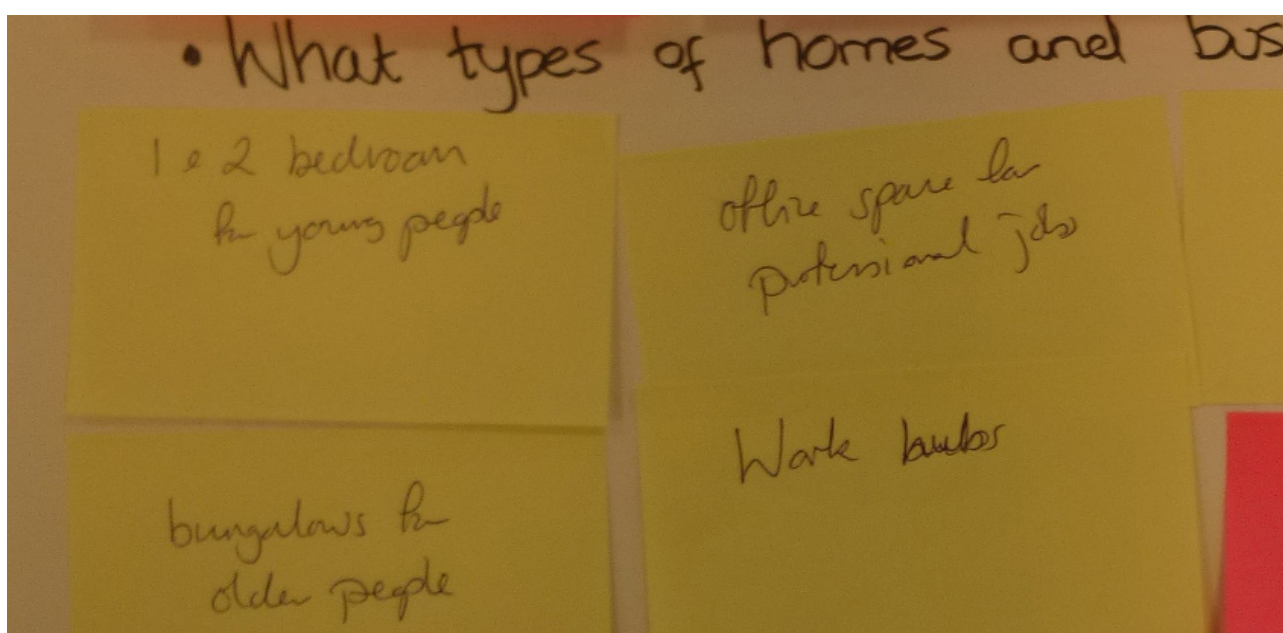 • What types of homes and bus
1 & 2 bedroom
for young people
office space for
professional jobs
bungalows for
older people
Work